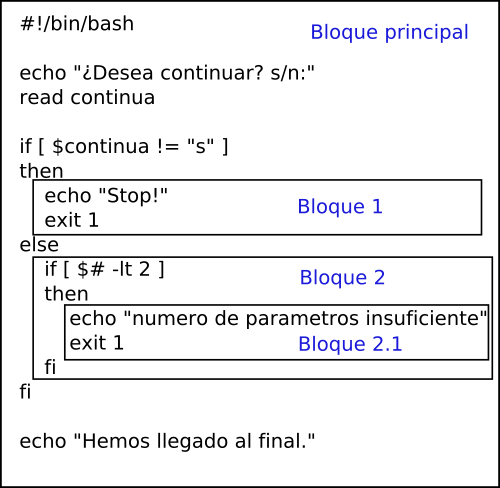 #!/bin/bash
Bloque principal
echo "¿Desea continuar? s/n:"
read continua
if [ $continua != "s" ]
then
echo "Stop!"
Bloque 1
exit 1
else
if [ $# -lt 2 ]
Bloque 2
then
echo "numero de parametros insuficiente"
exit 1
Bloque 2.1
fi
fi
echo "Hemos llegado al final."